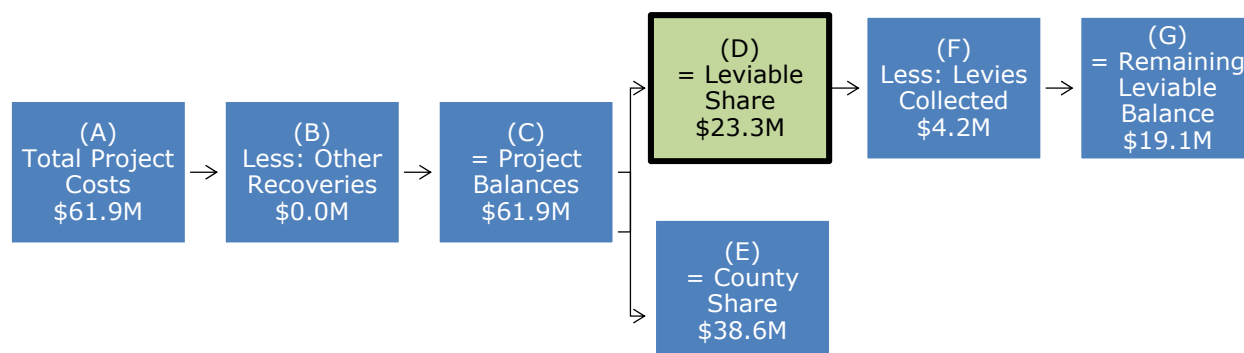 (A)
Total Project
Costs
$61.9M
(B)
Less: Other
Recoveries
$0.0M
(C)
= Project
Balances
$61.9M
(D)
= Leviable
Share
$23.3M
(E)
= County
Share
$38.6M
(F)
Less: Levies
Collected
$4.2M
(G)
= Remaining
Leviable
Balance
$19.1M